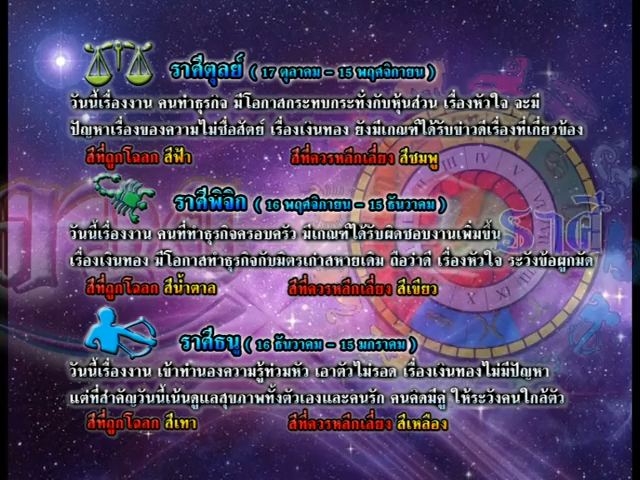 ราศีตุลย์ ( 17 ตุลาคม - 15 พฤศจิกายน )
วันนี้เรื่องงาน คนทำธุรกิจ มีโอกาสกระทบกระทั่งกับหุ้นส่วน เรื่องหัวใจ จะมี
ปัญหาเรื่องของความไม่ซื่อสัตย์ เรื่องเงินทอง ยังมีเกณฑ์ได้รับข่าวดีเรื่องที่เกี่ยวข้อง
สีที่ถูกโฉลก สีฟ้า สีที่ควรหลีกเลี่ยง สีชมพู
ราศีพิจิก ( 16 พฤศจิกายน - 15 ธันวาคม )
วันนี้เรื่องงาน คนที่ทำธุรกิจครอบครัว มีเกณฑ์ได้รับผิดชอบงานเพิ่มขึ้น
เรื่องเงินทอง มีโอกาสทำธุรกิจกับมิตรเก่าสหายเดิม ถือว่าดี เรื่องหัวใจ ระวังข้อผูกมัด
สีที่ถูกโฉลก สีน้ำตาล สีที่ควรหลีกเลี่ยง สีเขียว
ราศี
ราศีธนู ( 16 ธันวาคม - 15 มกราคม )
วันนี้เรื่องงาน เข้าทำนองความรู้ท่วมหัว เอาตัวไม่รอด เรื่องเงินทองไม่มีปัญหา
แต่ที่สำคัญวันนี้เน้นดูแลสุขภาพทั้งตัวเองและคนรัก คนคิดมีคู่ ให้ระวังคนใกล้ตัว
สีที่ถูกโฉลก สีเทา สีที่ควรหลีกเลี่ยง สีเหลือง